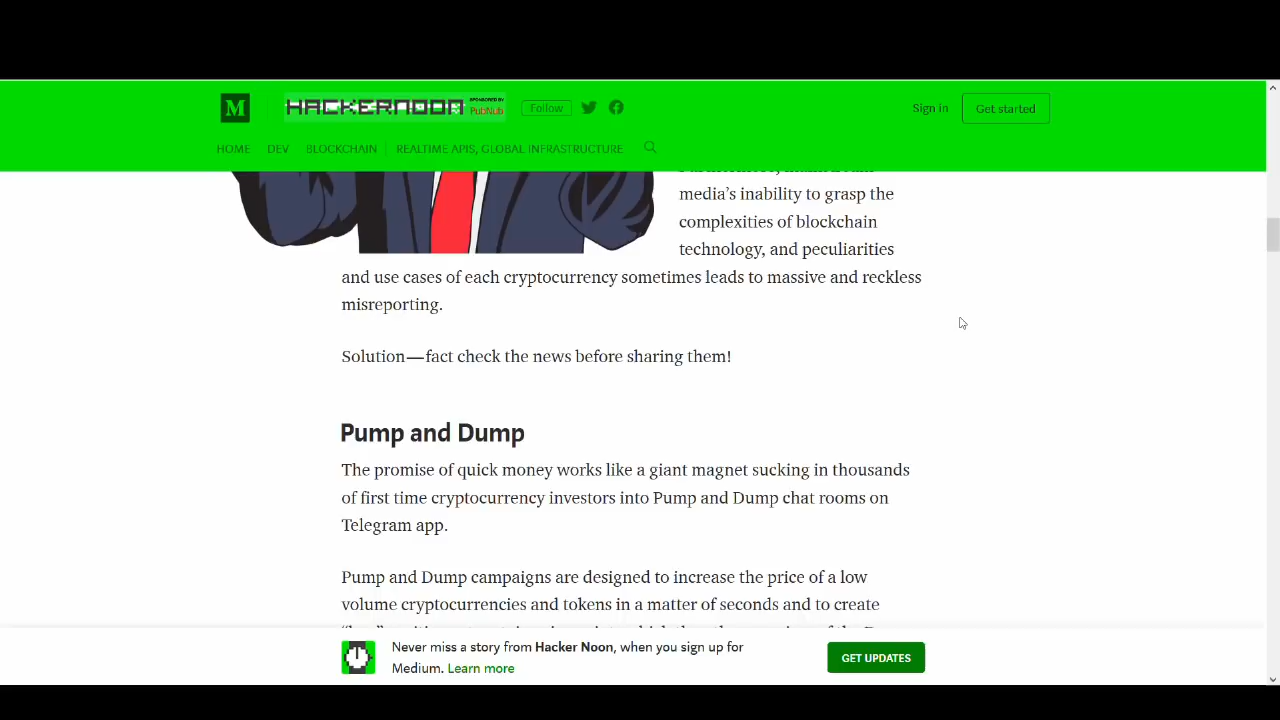 M
HACKERNOON
SPONSORED BY
PubNub
Follow
Sign in
Get started
HOME
DEV
BLOCKCHAIN
REALTIME APIS, GLOBAL INFRASTRUCTURE
media’s inability to grasp the
complexities of blockchain
technology, and peculiarities
and use cases of each cryptocurrency sometimes leads to massive and reckless
misreporting.
Solution—fact check the news before sharing them!
Pump and Dump
The promise of quick money works like a giant magnet sucking in thousands
of first time cryptocurrency investors into Pump and Dump chat rooms on
Telegram app.
Pump and Dump campaigns are designed to increase the price of a low
volume cryptocurrencies and tokens in a matter of seconds and to create
Never miss a story from Hacker Noon, when you sign up for
Medium. Learn more
GET UPDATES